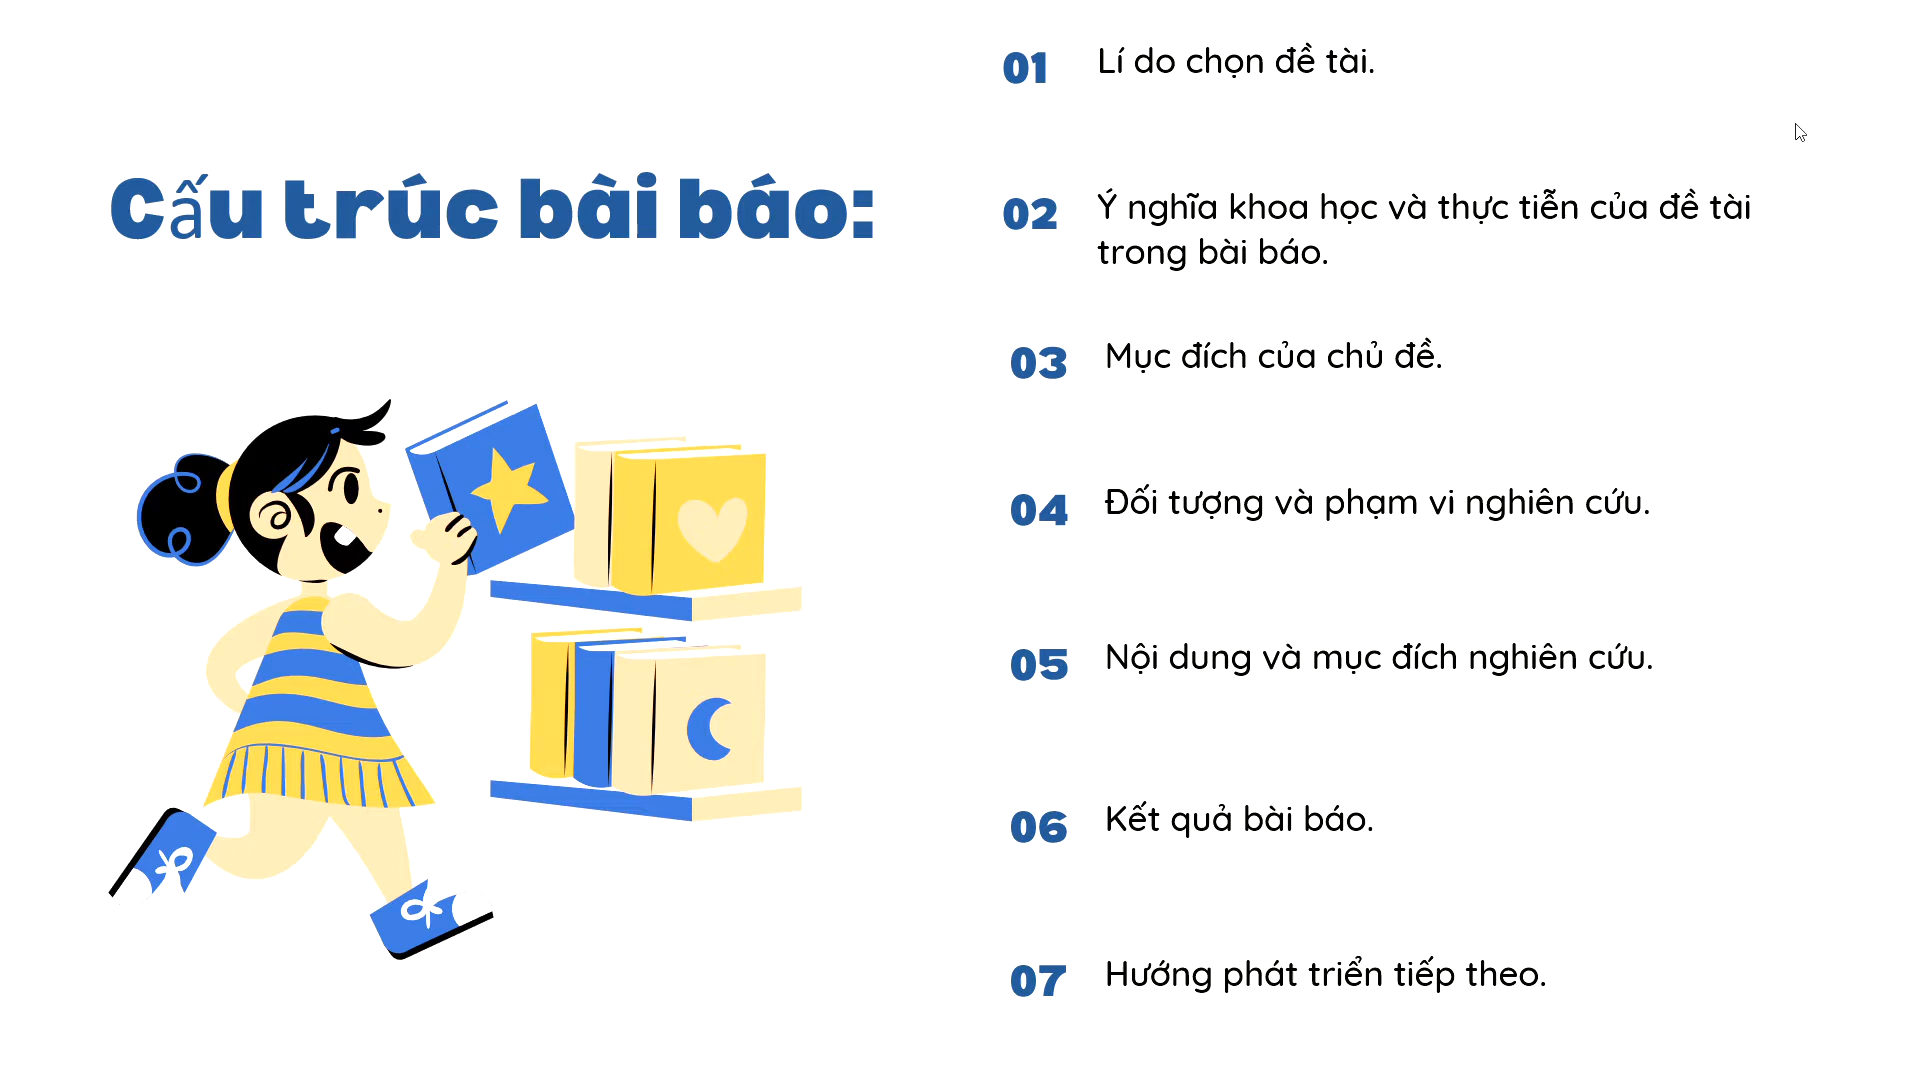 Cấu trúc bài báo:
01 Lí do chọn đề tài.
02 Ý nghĩa khoa học và thực tiễn của đề tài
trong bài báo.
03 Mục đích của chủ đề.
04 Đối tượng và phạm vi nghiên cứu.
05 Nội dung và mục đích nghiên cứu.
06 Kết quả bài báo.
07 Hướng phát triển tiếp theo.